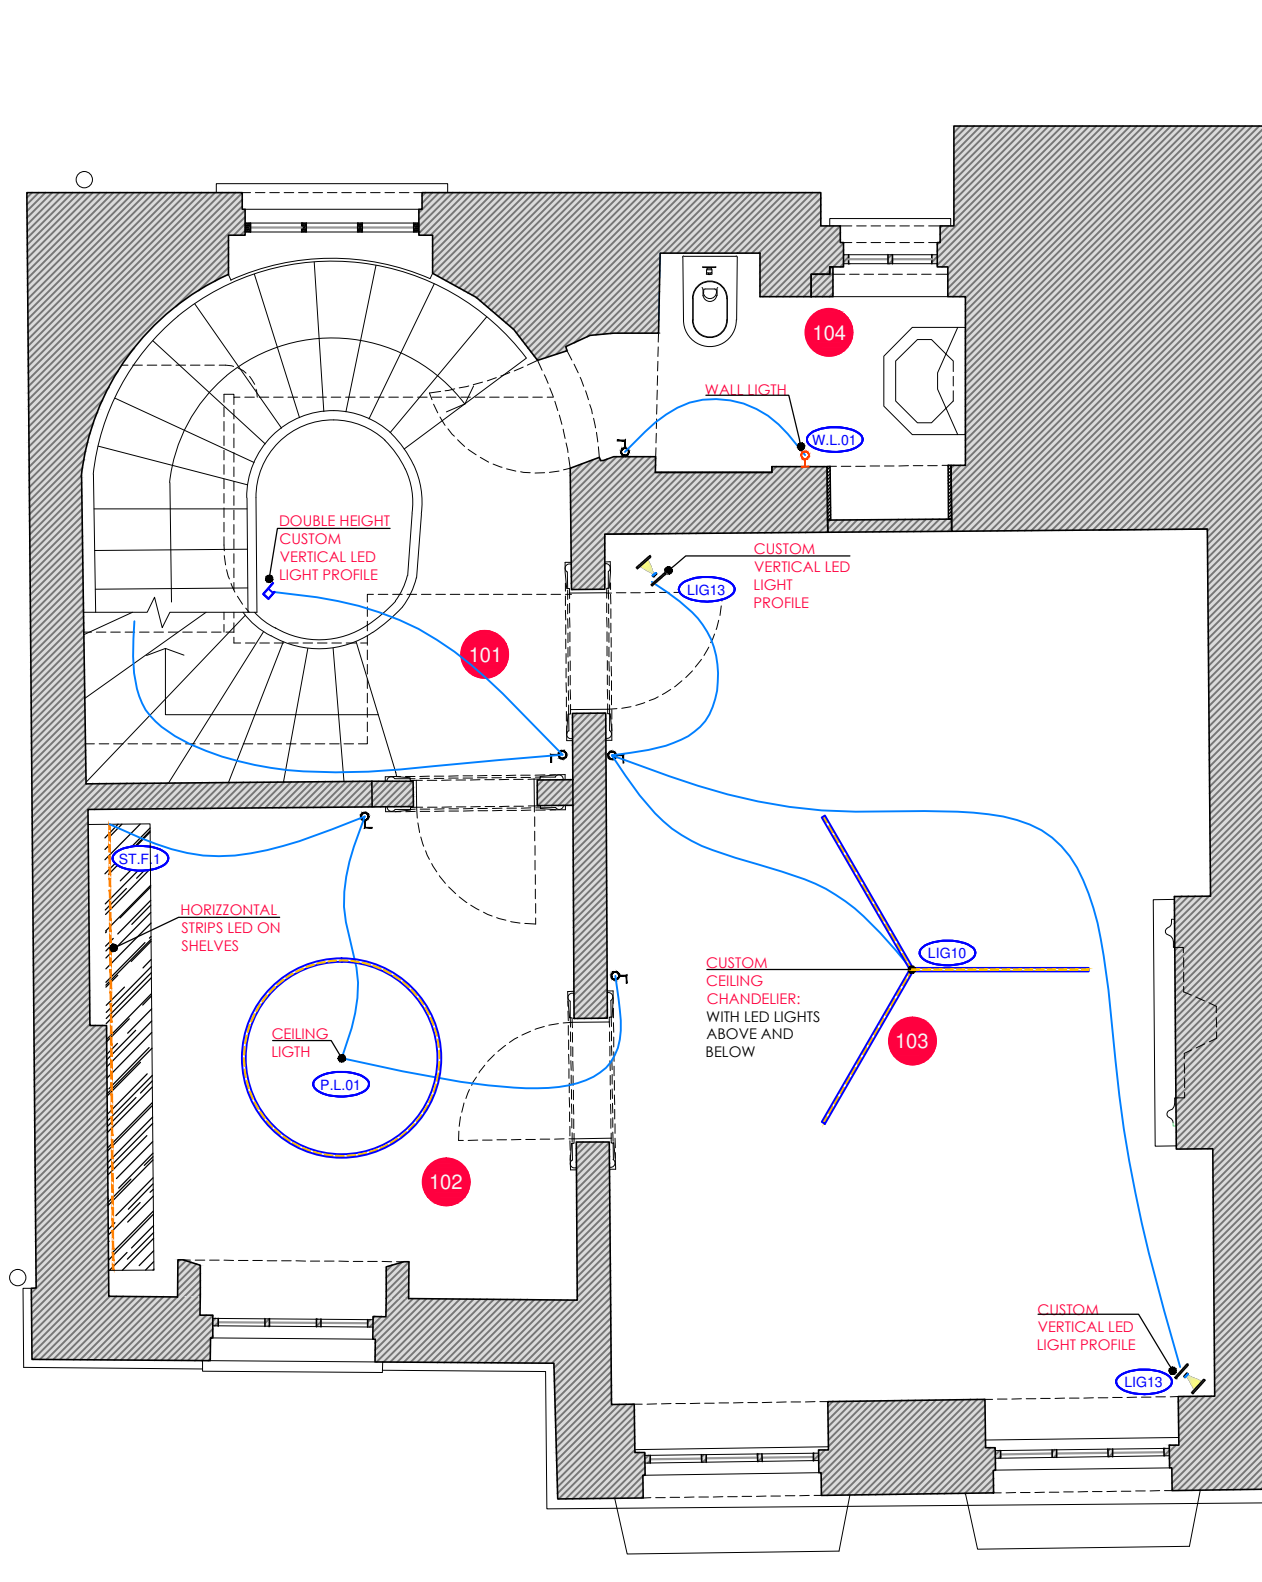 104
WALL LIGTH
W.L.01
DOUBLE HEIGHT
CUSTOM
VERTICAL LED
LIGHT PROFILE
CUSTOM
VERTICAL LED
LIGHT
PROFILE
LIG13
101
ST.F.1
HORIZZONTAL
STRIPS LED ON
SHELVES
CEILING
LIGTH
P.L.01
102
LIG10
CUSTOM
CEILING
CHANDELIER:
WITH LED LIGHTS
ABOVE AND
BELOW
103
CUSTOM
VERTICAL LED
LIGHT PROFILE
LIG13